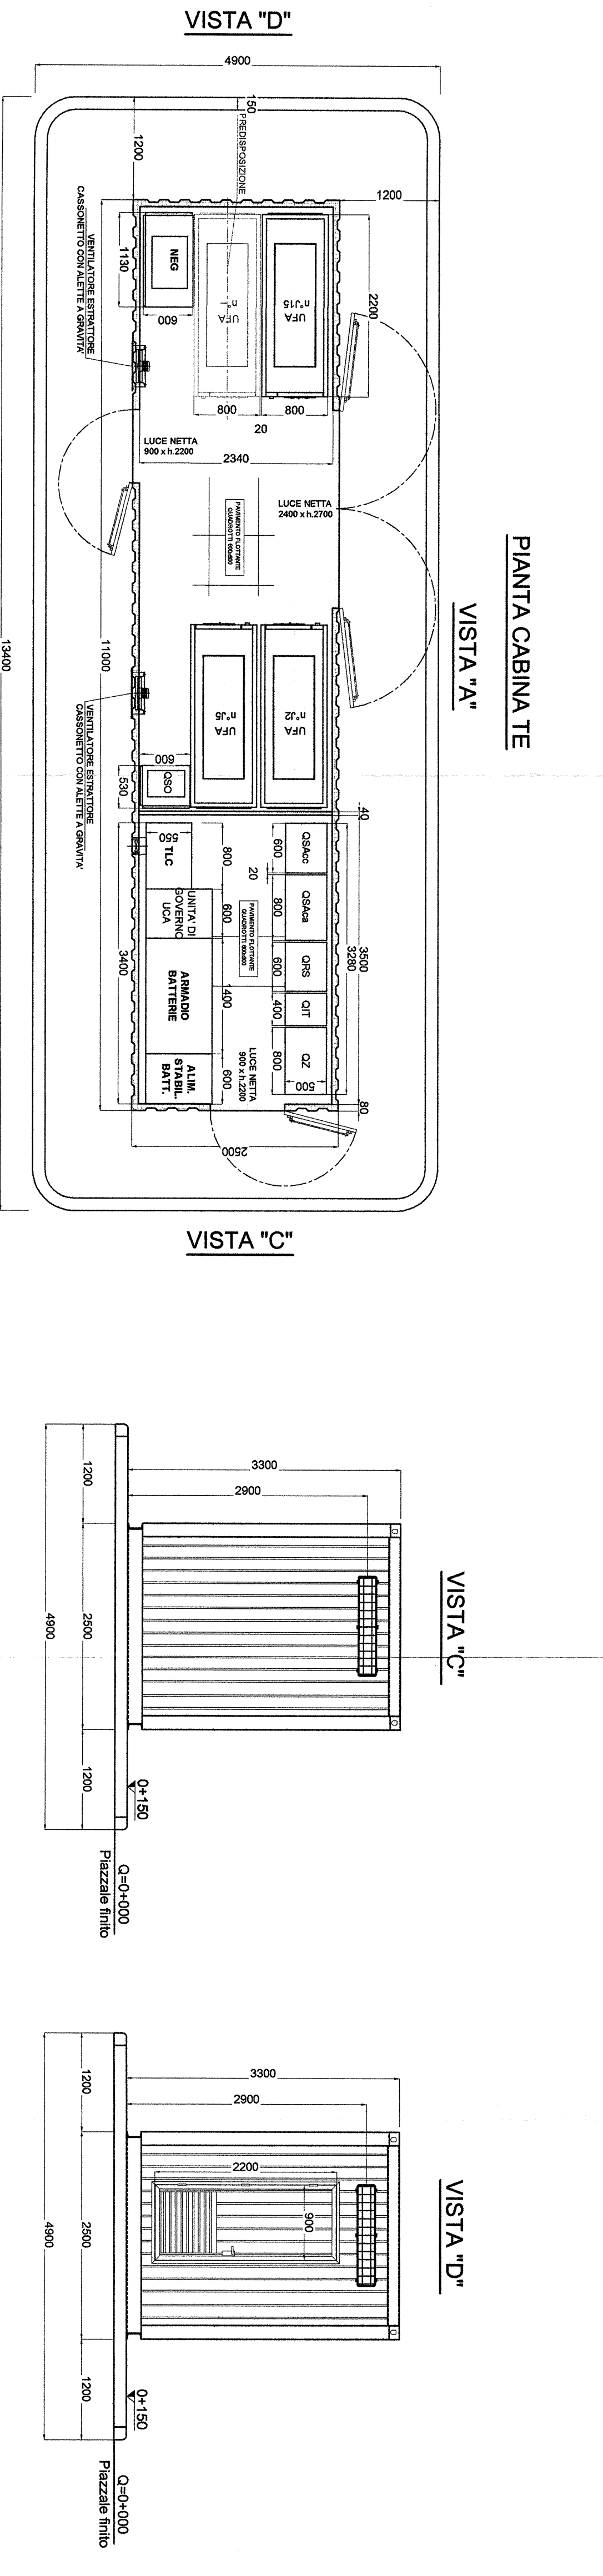 PIANTA CABINA TE
VISTA "A"
VISTA "D"
VISTA "C"
4900
13400
11000
150
PREDISPOSIZIONE
1200
1200
2200
1130
600
NEG
UFA
n°I
UFA
n°J15
800
800
20
2340
LUCE NETTA
900 x h.2200
LUCE NETTA
2400 x h.2700
PAVIMENTO FLOTTANTE
QUADROTTI 600x600
VENTILATORE ESTRATTORE
CASSONETTO CON ALETTE A GRAVITA'
VENTILATORE ESTRATTORE
CASSONETTO CON ALETTE A GRAVITA'
UFA
n°J5
UFA
n°J2
600
QSO
530
40
QSAcc
QSAca
QRS
QIT
QZ
600
800
600
400
800
500
20
3500
3280
80
550
TLC
UNITA' DI
GOVERNO
UCA
ARMADIO
BATTERIE
ALIM.
STABIL.
BATT.
800
600
1400
600
3400
PAVIMENTO FLOTTANTE
QUADROTTI 600x600
LUCE NETTA
900 x h.2200
2500
VISTA "C"
3300
2900
1200
2500
1200
4900
0+150
Q=0+000
Piazzale finito
VISTA "D"
3300
2900
2200
900
1200
2500
1200
4900
0+150
Q=0+000
Piazzale finito